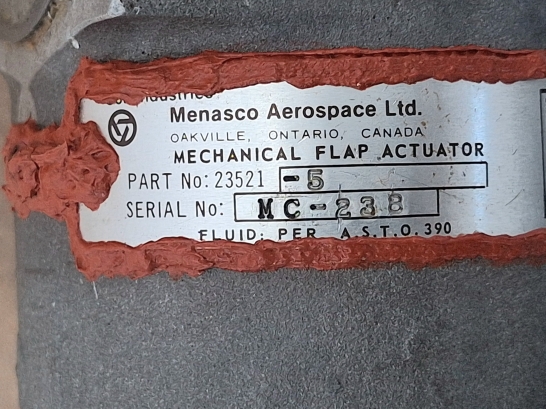 Industries
Menasco Aerospace Ltd.
OAKVILLE, ONTARIO, CANADA
MECHANICAL FLAP ACTUATOR
PART No: 23521 -5
SERIAL No: MC-238
FLUID: PER A.S.T.O. 390